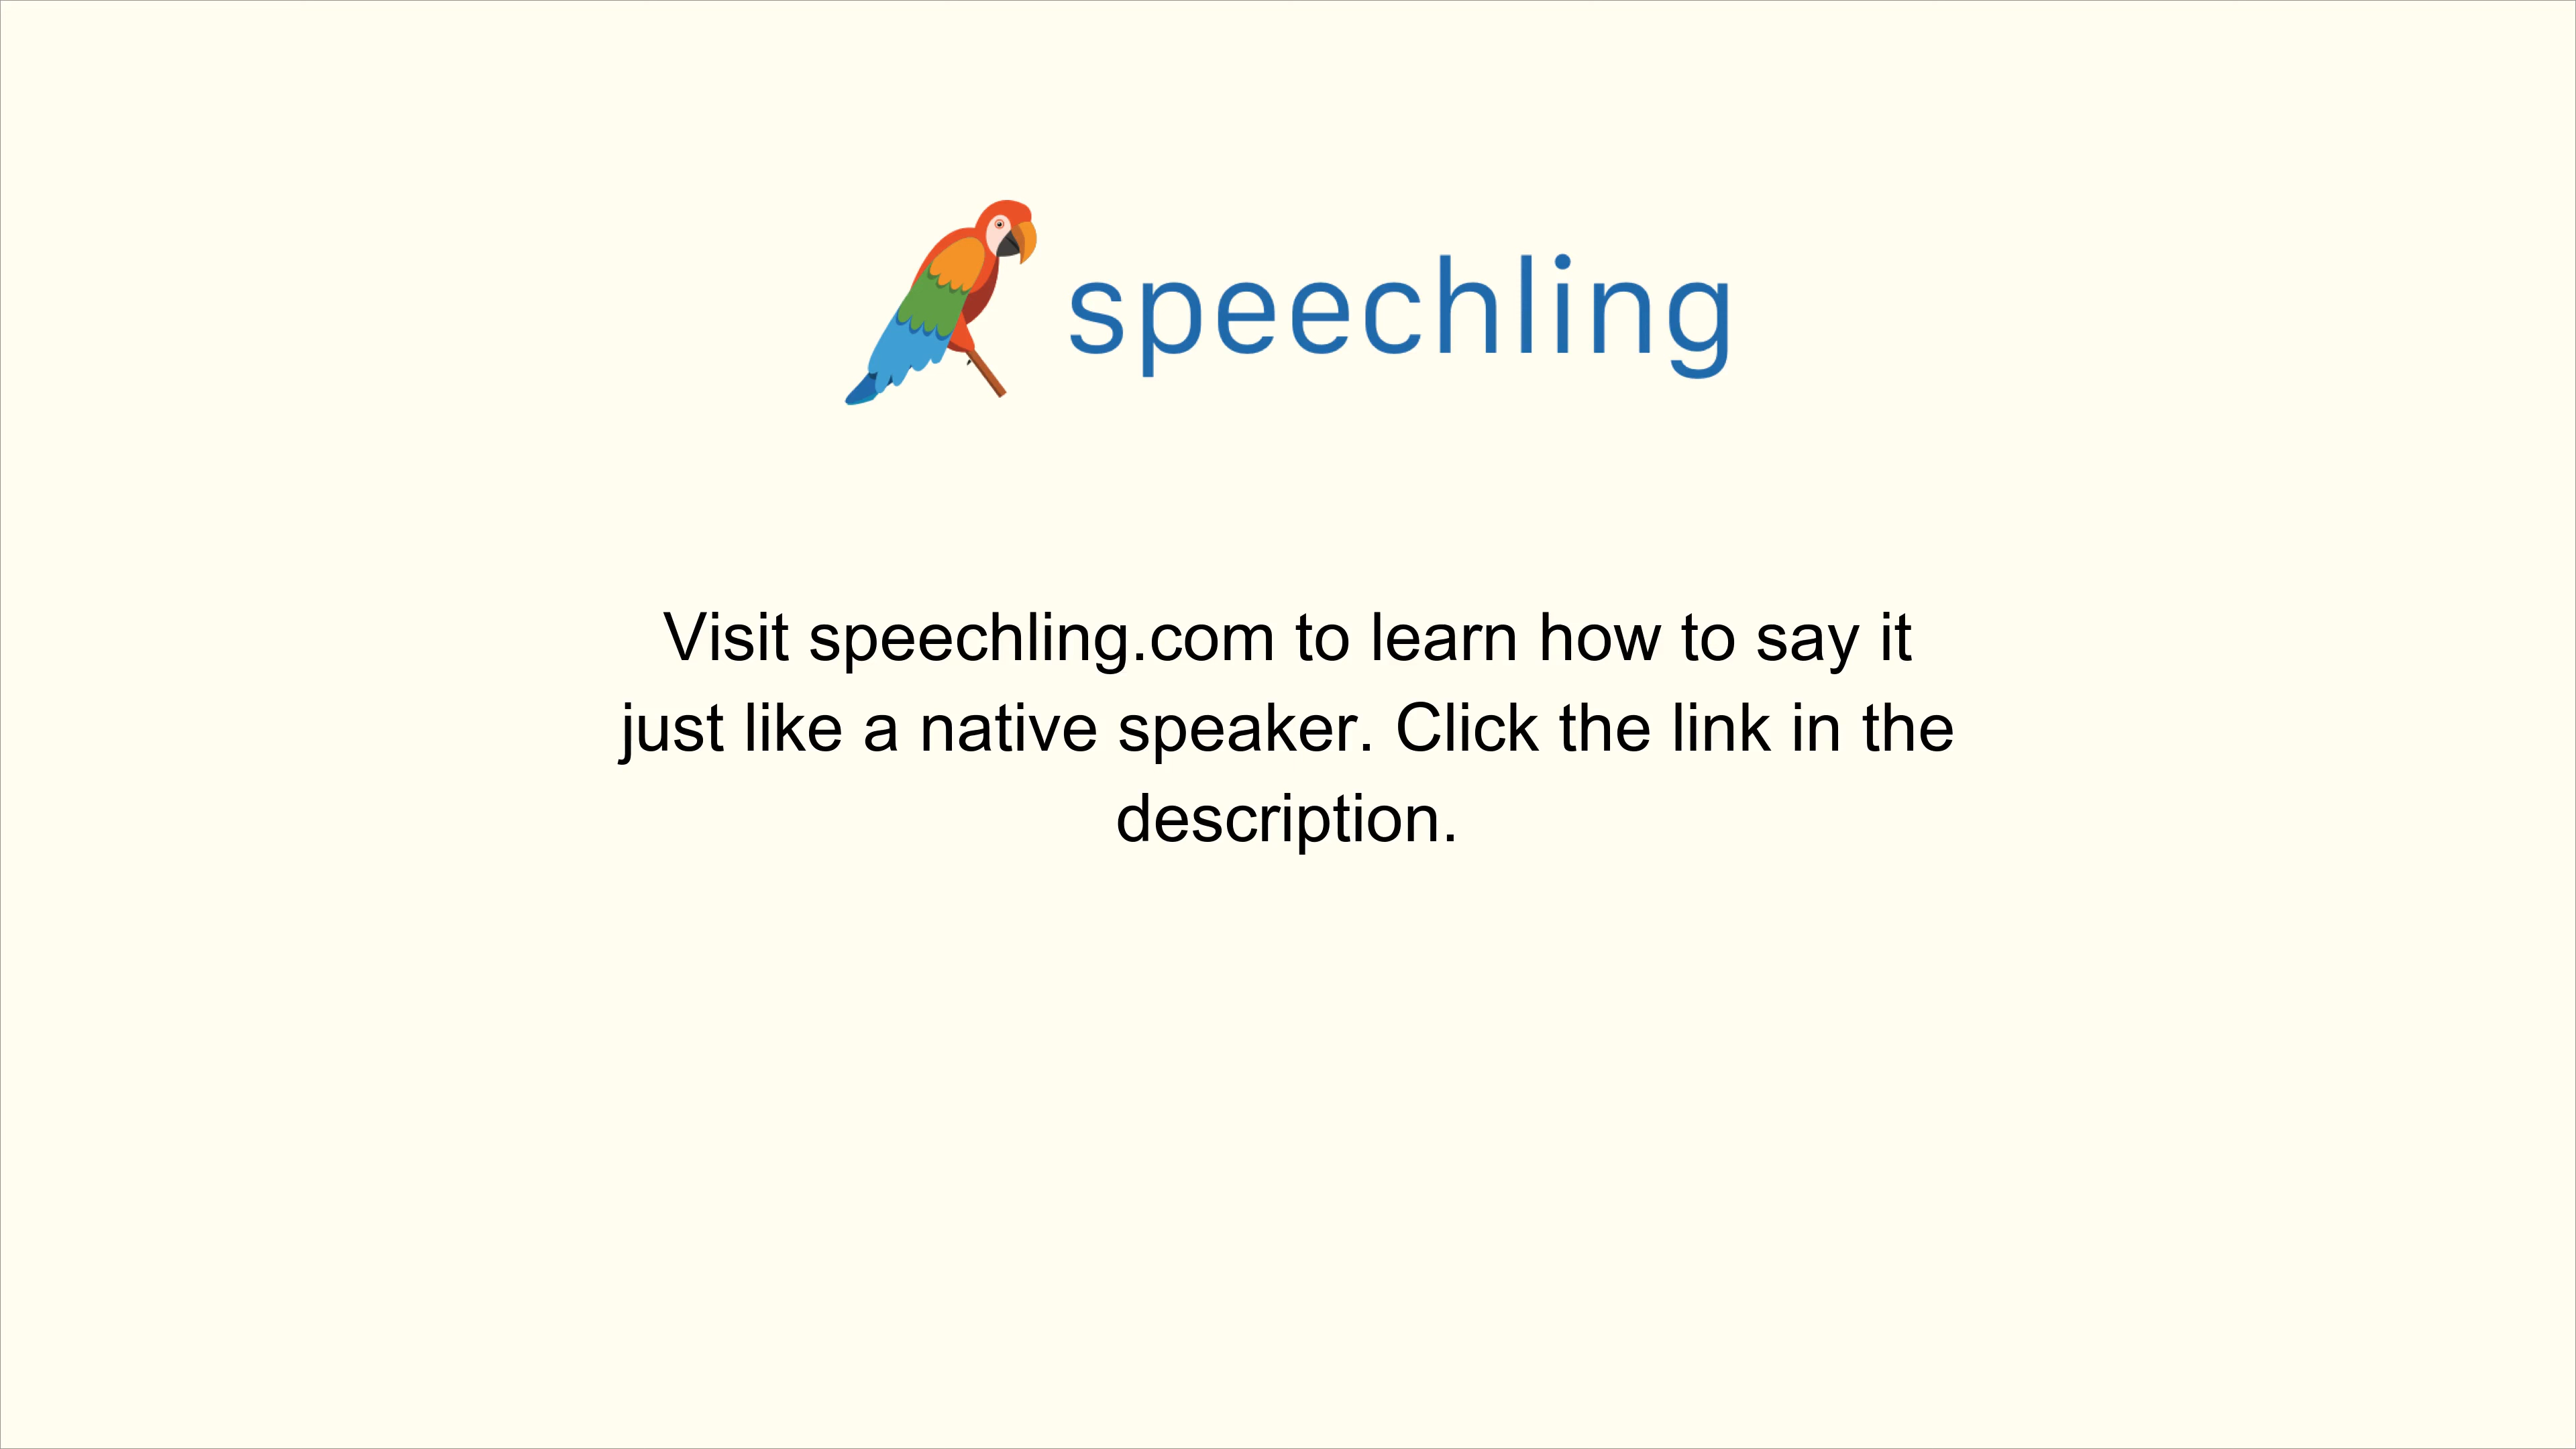 speechling
Visit speechling.com to learn how to say it
just like a native speaker. Click the link in the
description.